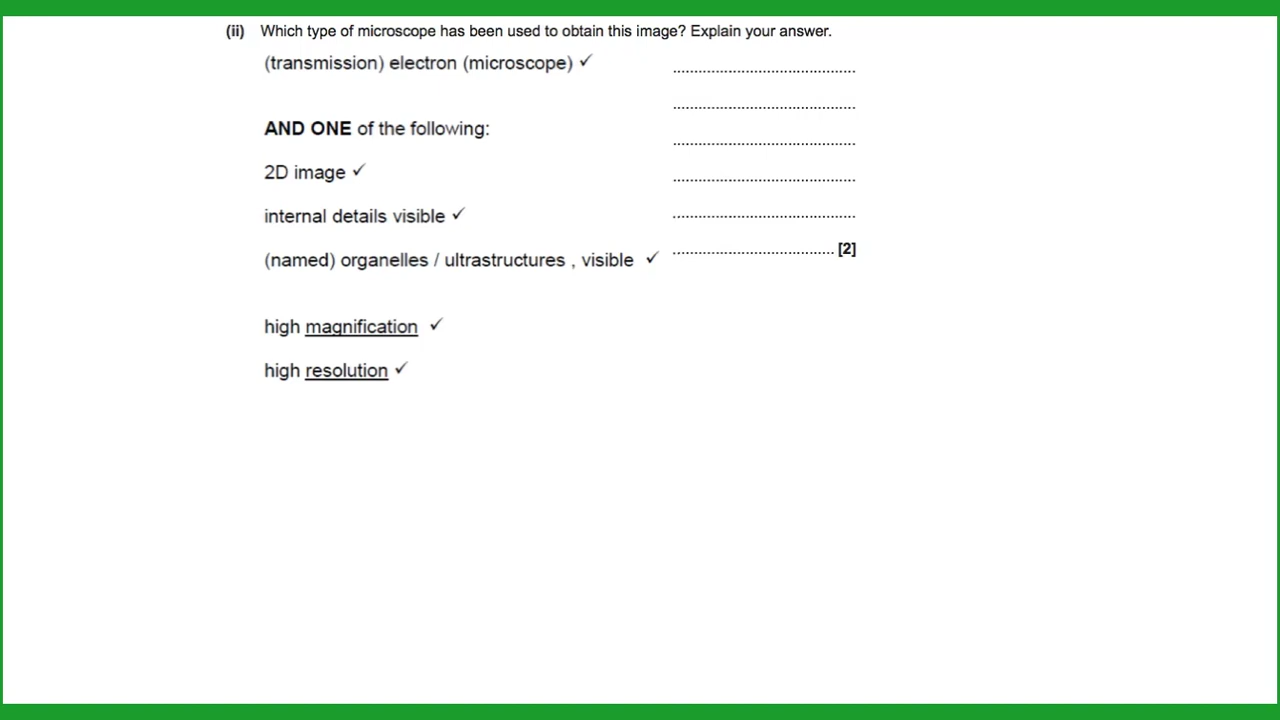 (ii) Which type of microscope has been used to obtain this image? Explain your answer.
(transmission) electron (microscope) ✓ ............................................
............................................
AND ONE of the following:
............................................
2D image ✓ ............................................
internal details visible ✓ ............................................
(named) organelles / ultrastructures , visible ✓ ...................................... [2]
high magnification ✓
high resolution ✓